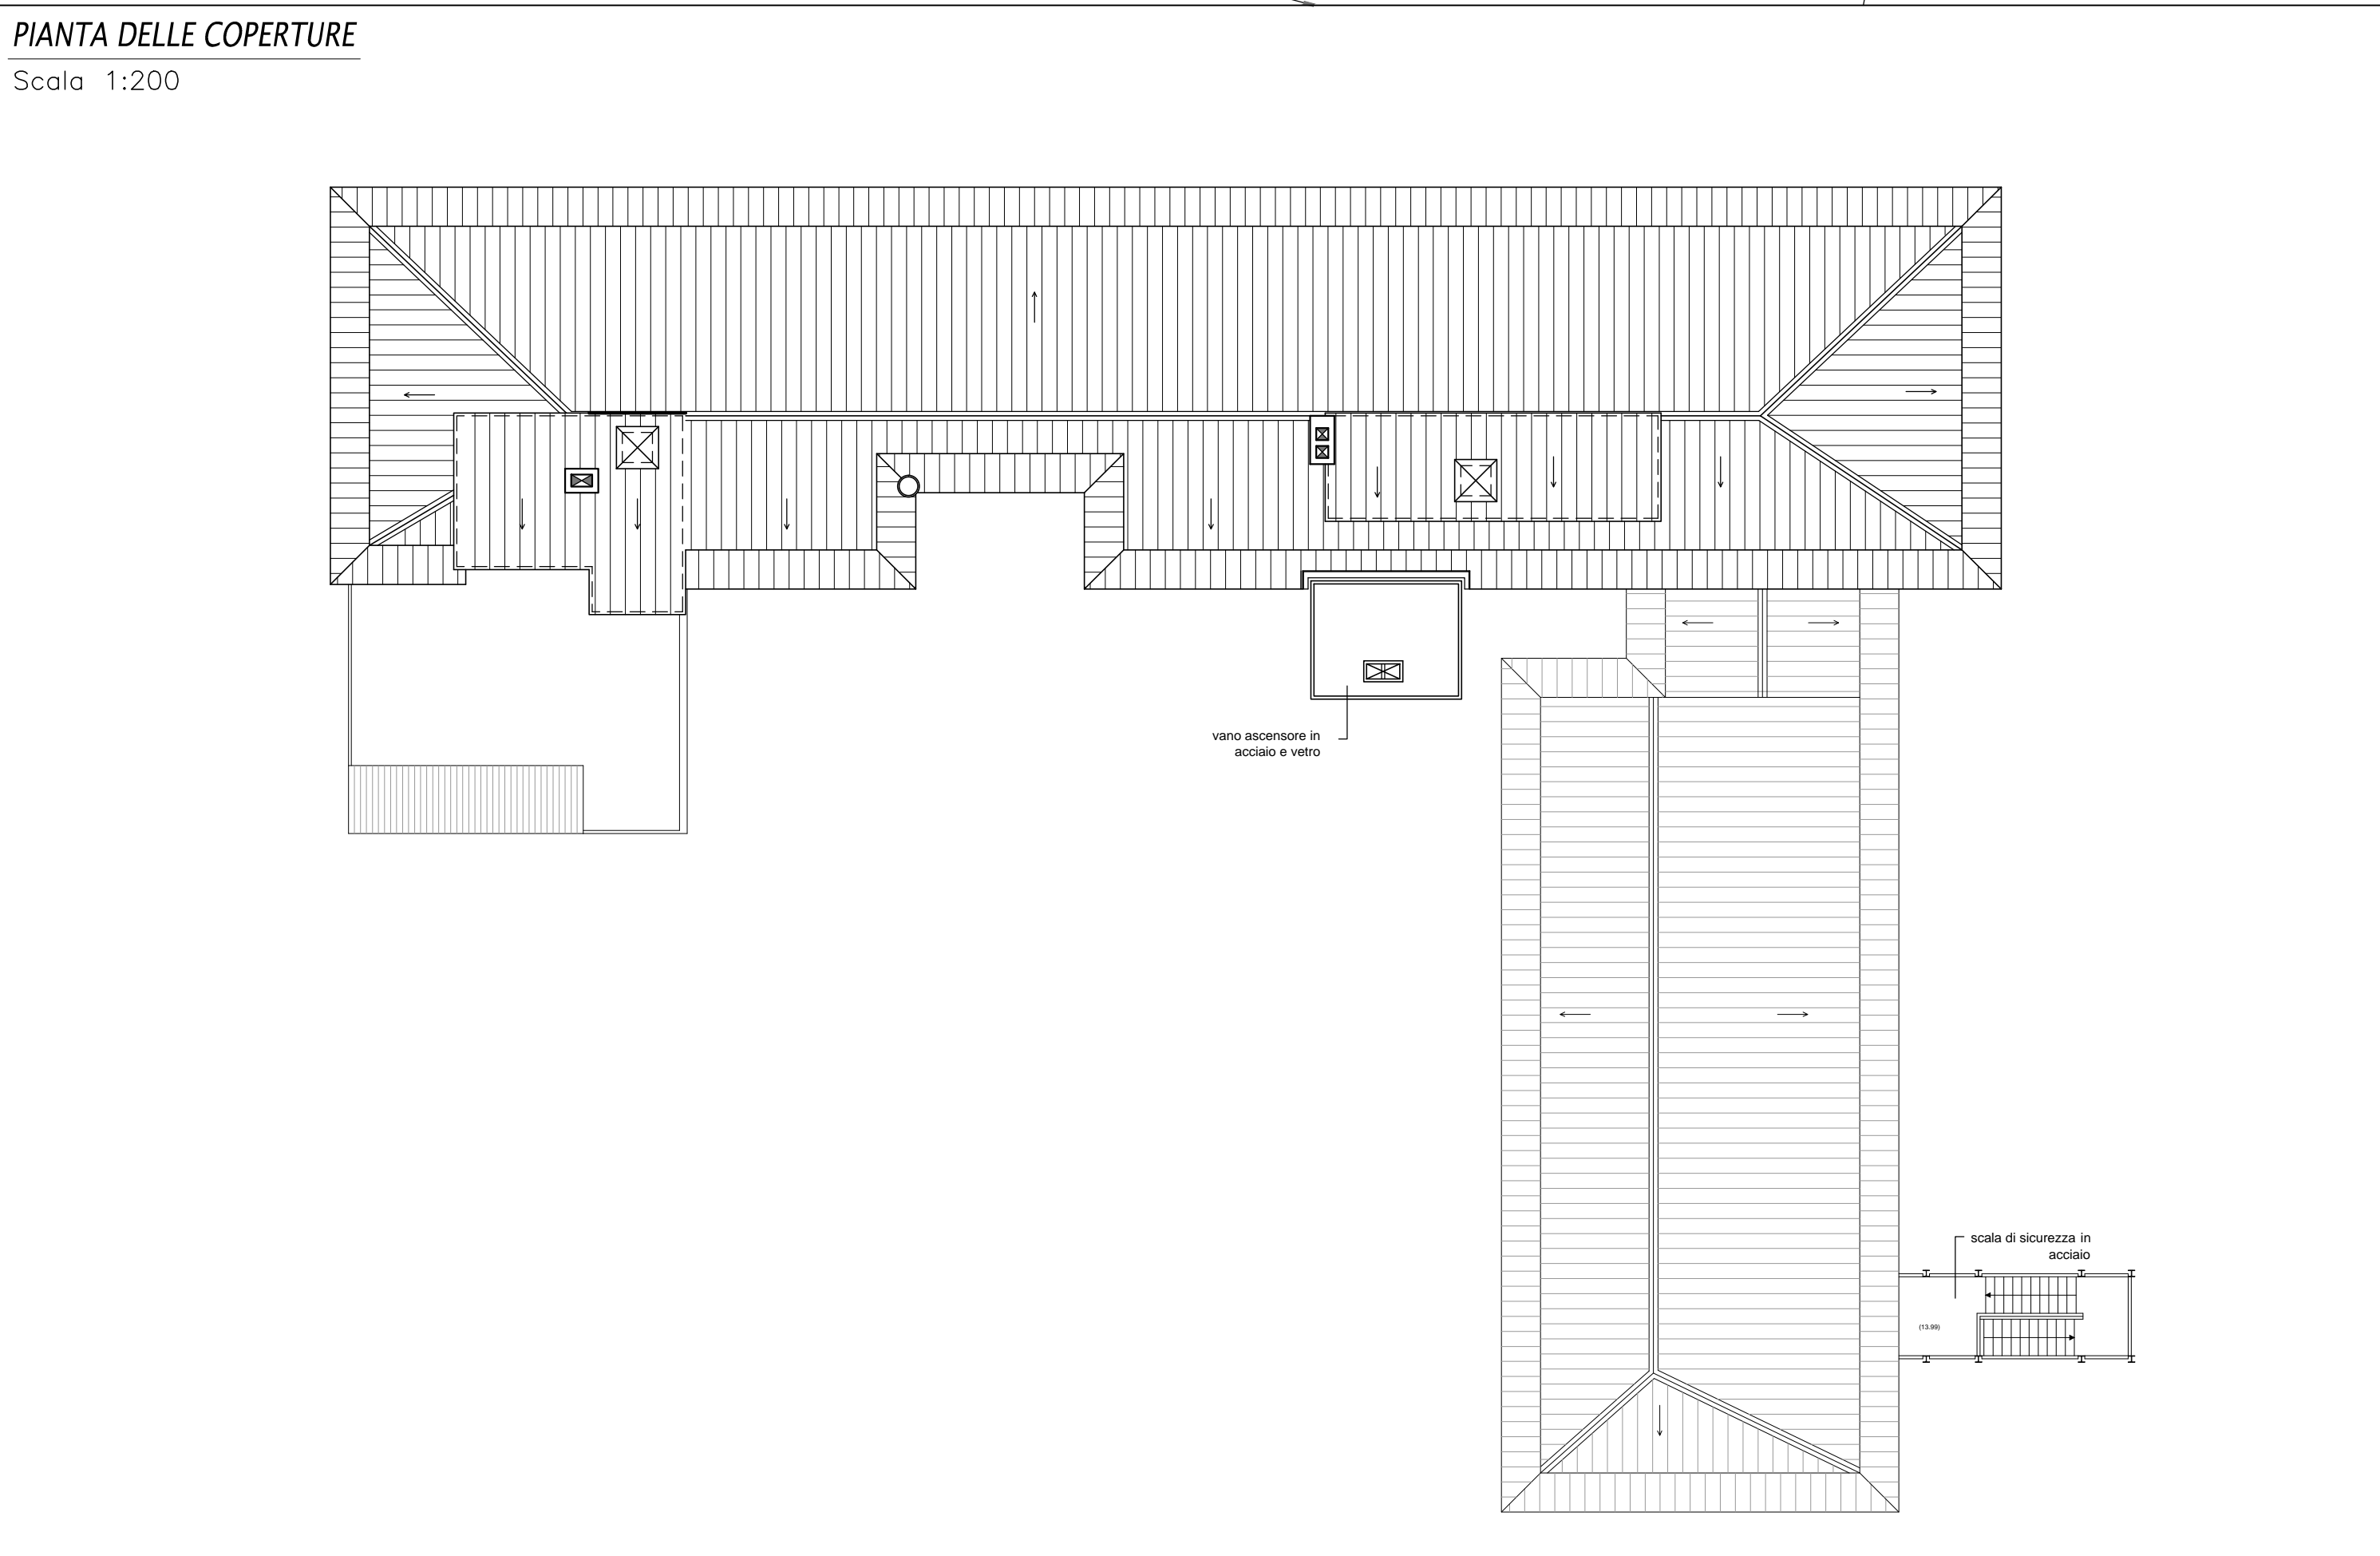 PIANTA DELLE COPERTURE
Scala 1:200
vano ascensore in
acciaio e vetro
scala di sicurezza in
acciaio
(13.99)